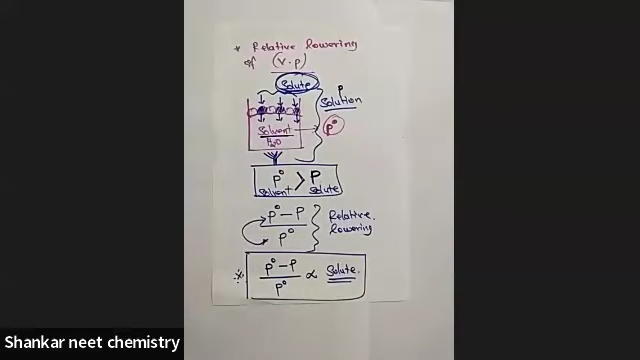 * Relative lowering
of (V.p)
Solute
P
Solution
Solvent
H₂O
P°
P° > P
Solvent Solute
P° - P
P°
Relative
lowering
P° - P
P° ∝ Solute.
Shankar neet chemistry